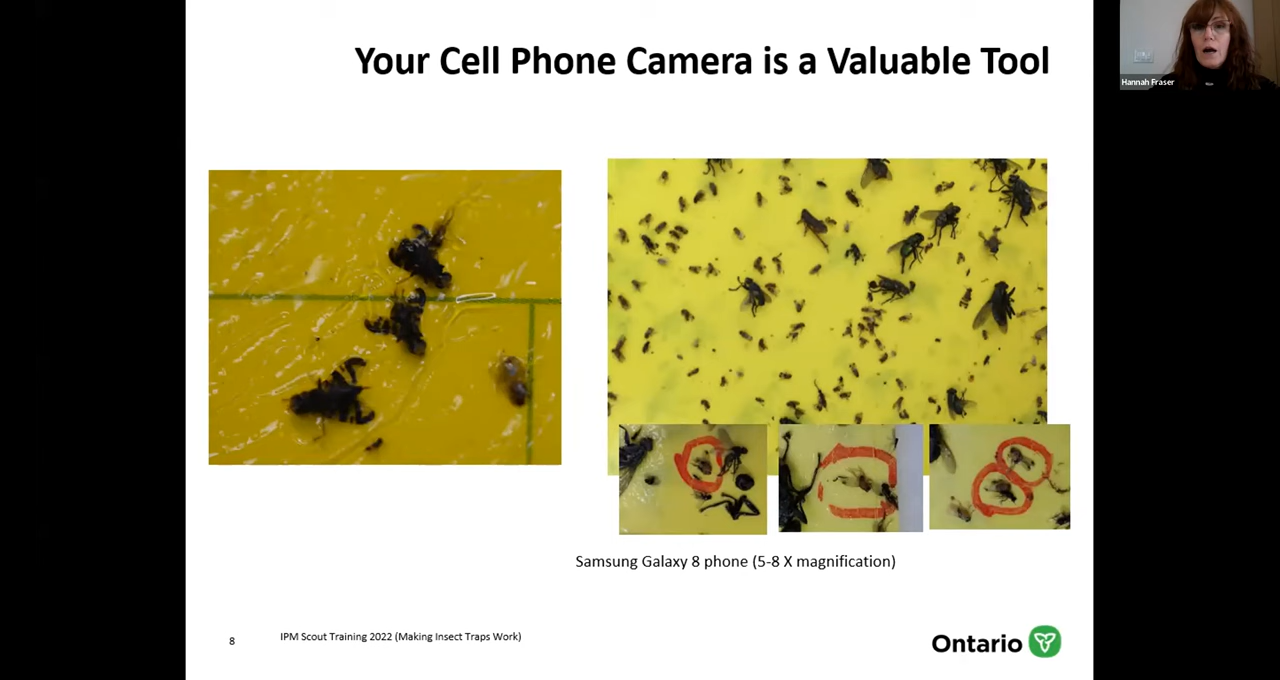 Your Cell Phone Camera is a Valuable Tool
Hannah Fraser
Samsung Galaxy 8 phone (5-8 X magnification)
8
IPM Scout Training 2022 (Making Insect Traps Work)
Ontario